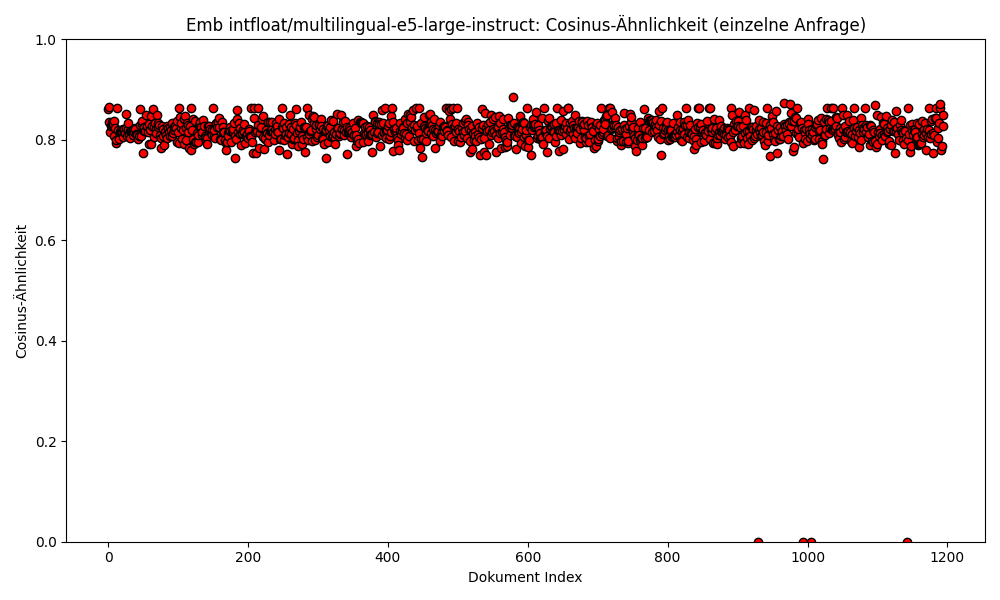 Emb intfloat/multilingual-e5-large-instruct: Cosinus-Ähnlichkeit (einzelne Anfrage)
1.0
0.8
0.6
0.4
0.2
0.0
Cosinus-Ähnlichkeit
0 200 400 600 800 1000 1200
Dokument Index